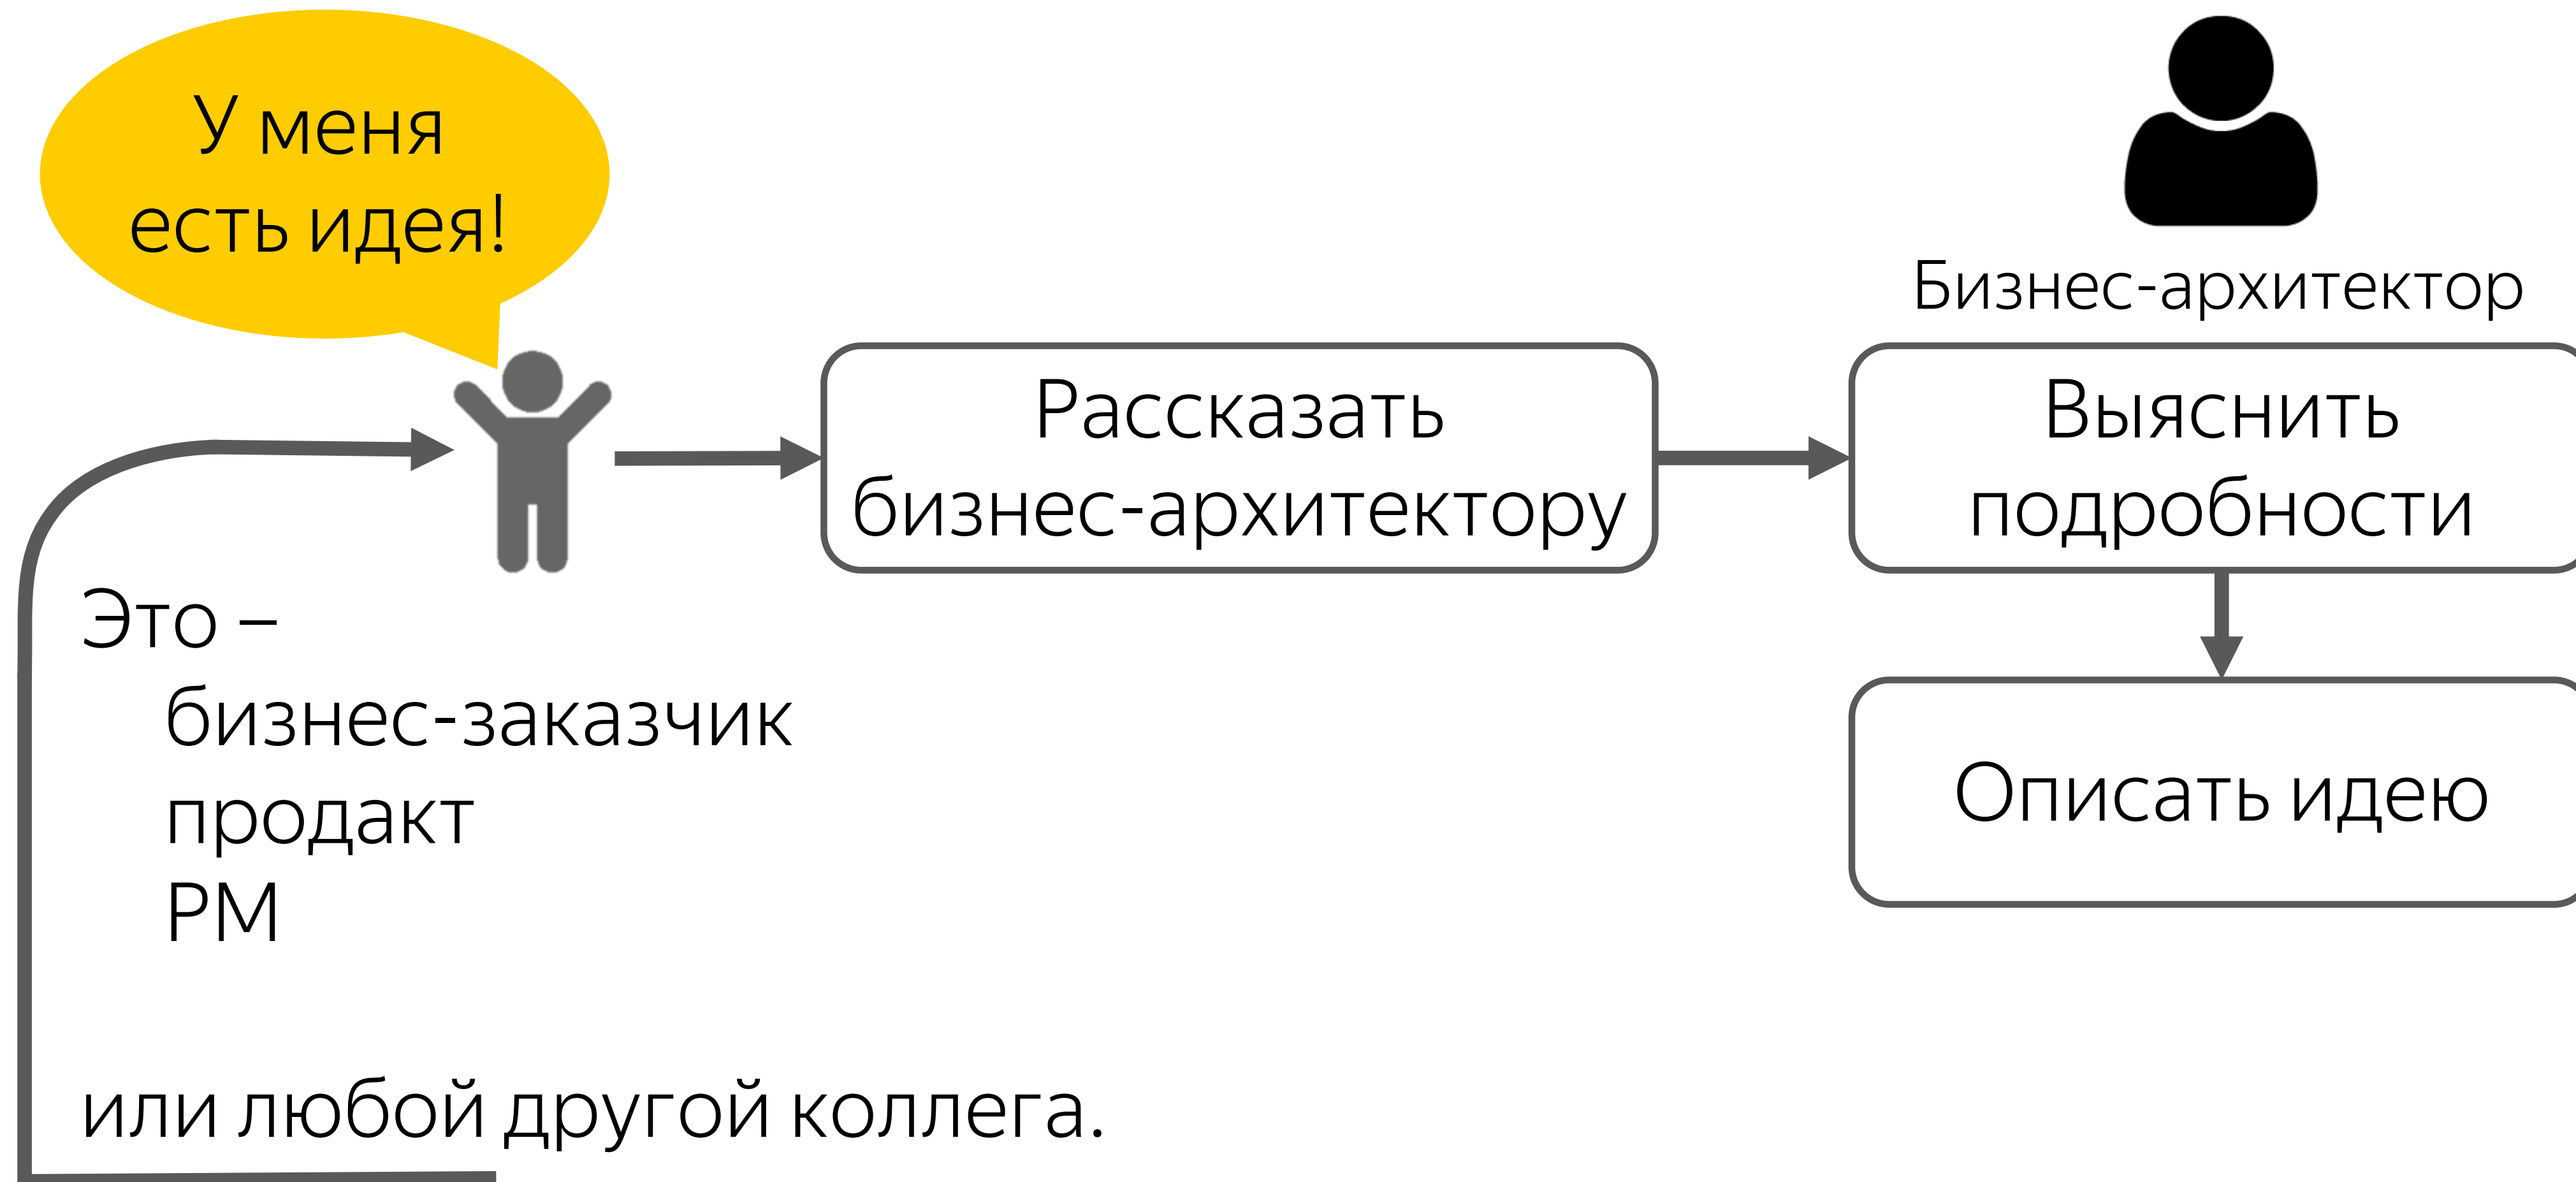 У меня
есть идея!
Бизнес-архитектор
Рассказать
бизнес-архитектору
Выяснить
подробности
Это –
бизнес-заказчик
продакт
PM
или любой другой коллега.
Описать идею